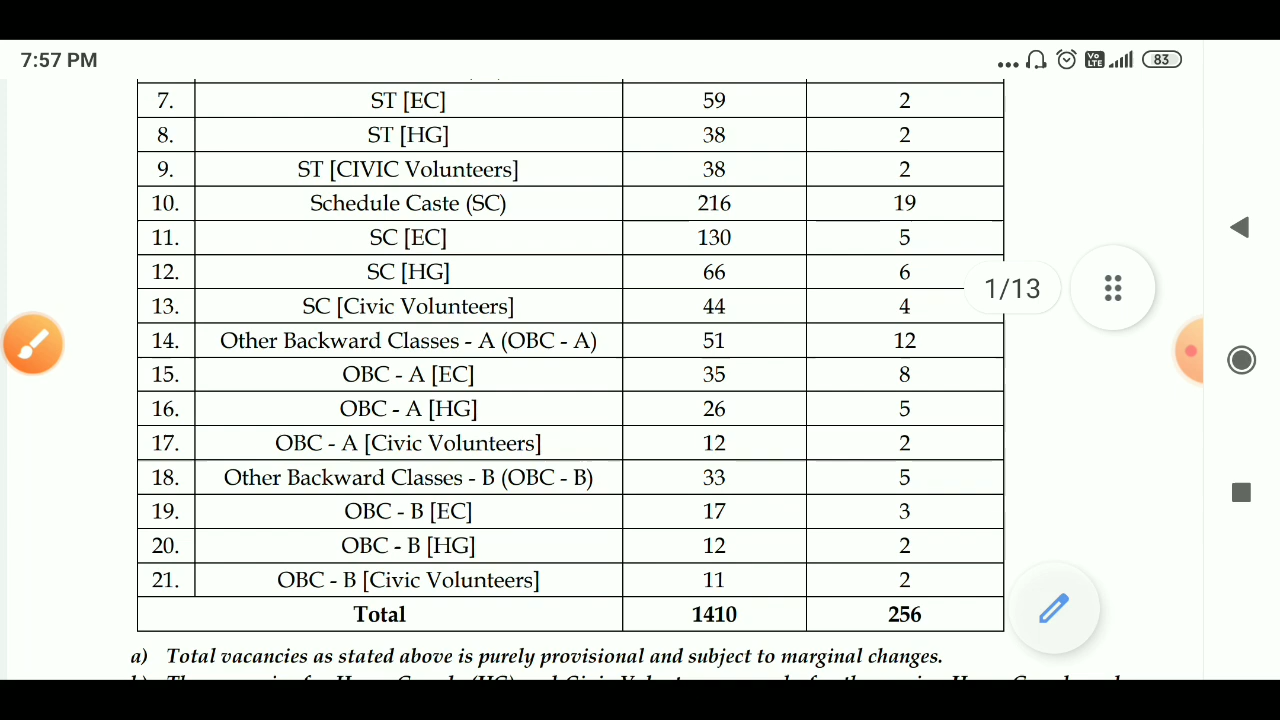 7:57 PM
Vo LTE
83
7. ST [EC] 59 2
8. ST [HG] 38 2
9. ST [CIVIC Volunteers] 38 2
10. Schedule Caste (SC) 216 19
11. SC [EC] 130 5
12. SC [HG] 66 6
13. SC [Civic Volunteers] 44 4
1/13
14. Other Backward Classes - A (OBC - A) 51 12
15. OBC - A [EC] 35 8
16. OBC - A [HG] 26 5
17. OBC - A [Civic Volunteers] 12 2
18. Other Backward Classes - B (OBC - B) 33 5
19. OBC - B [EC] 17 3
20. OBC - B [HG] 12 2
21. OBC - B [Civic Volunteers] 11 2
Total 1410 256
a) Total vacancies as stated above is purely provisional and subject to marginal changes.